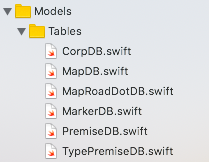 Models
Tables
CorpDB.swift
MapDB.swift
MapRoadDotDB.swift
MarkerDB.swift
PremiseDB.swift
TypePremiseDB.swift